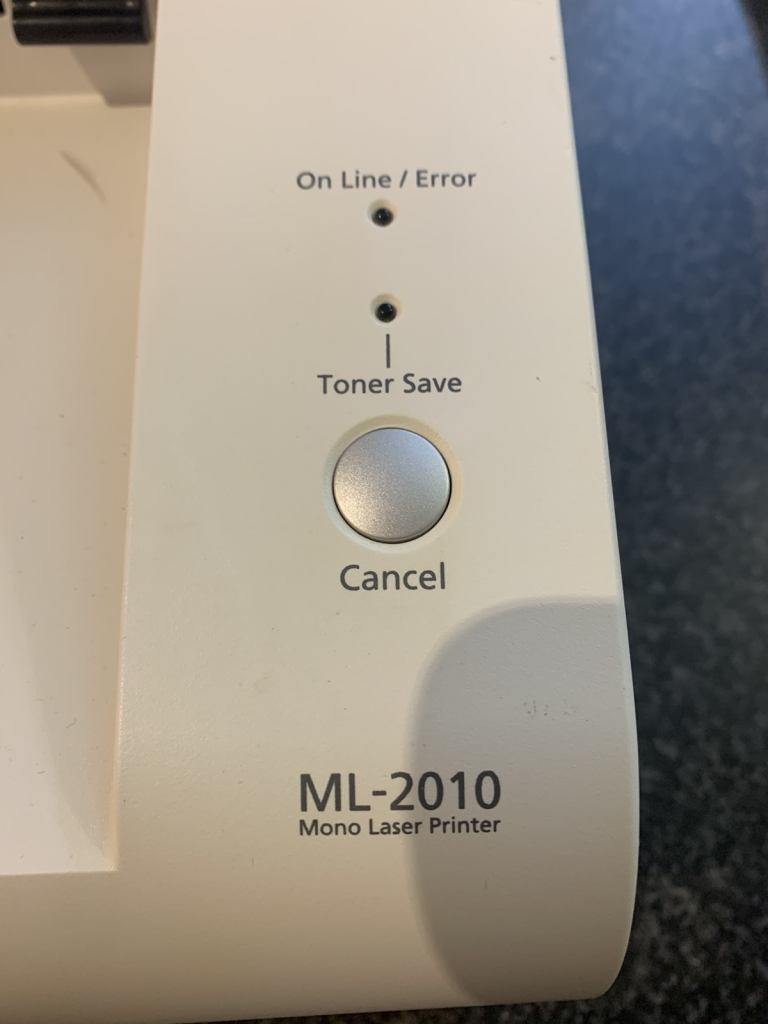 On Line / Error
Toner Save
Cancel
ML-2010
Mono Laser Printer